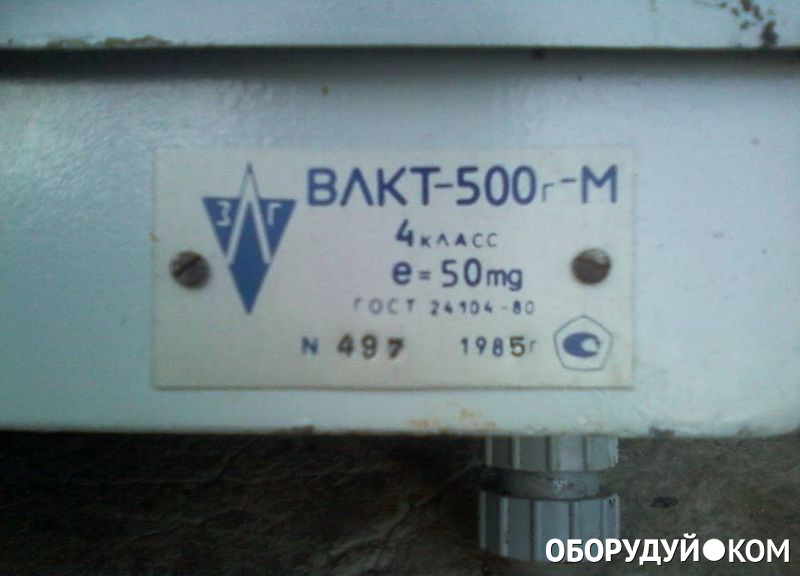 ВЛКТ-500г-М
ЗЛГ
4 КЛАСС
e = 50mg
ГОСТ 24104-80
N 497 1985г
ОБОРУДУЙ●КОМ